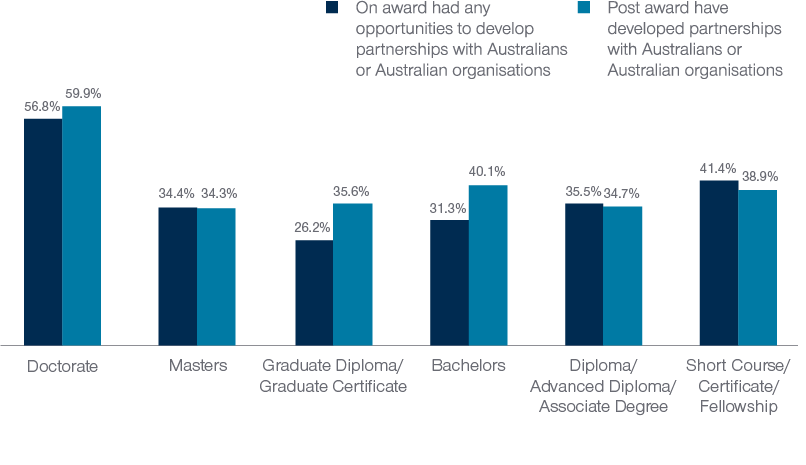 On award had any
opportunities to develop
partnerships with Australians
or Australian organisations
Post award have
developed partnerships
with Australians or
Australian organisations
56.8% 59.9%
34.4% 34.3%
26.2% 35.6%
31.3% 40.1%
35.5% 34.7%
41.4% 38.9%
Doctorate
Masters
Graduate Diploma/
Graduate Certificate
Bachelors
Diploma/
Advanced Diploma/
Associate Degree
Short Course/
Certificate/
Fellowship